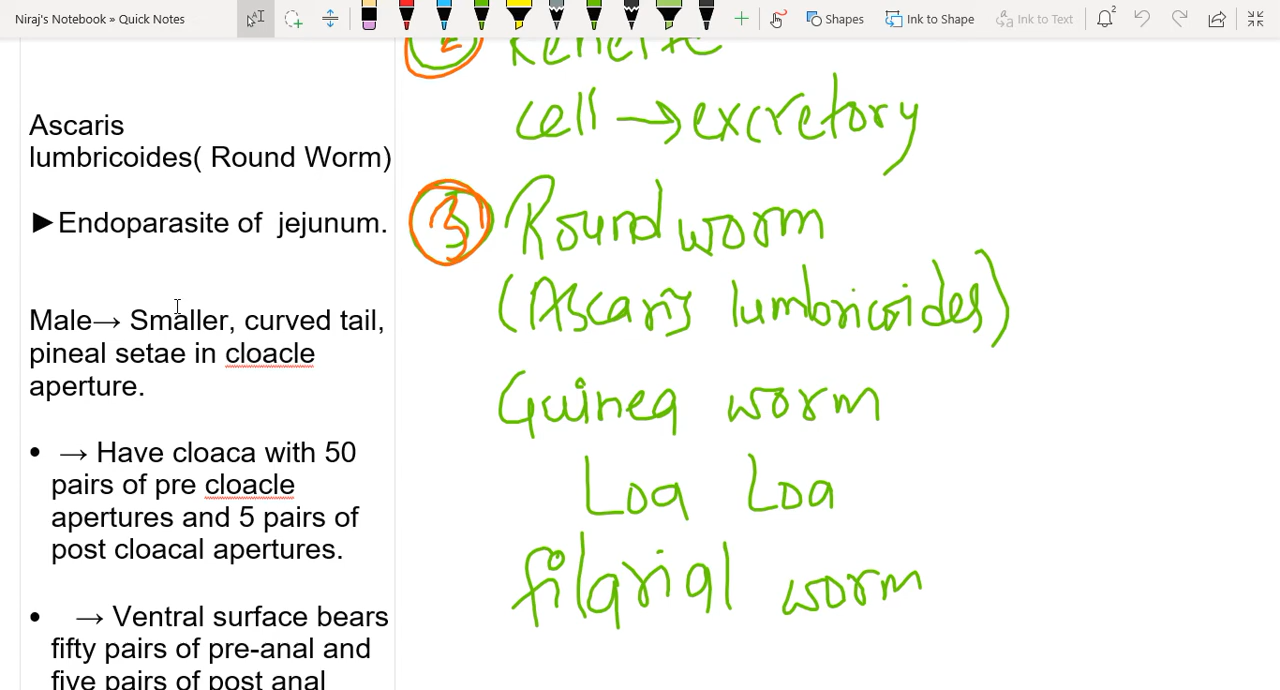 Niraj's Notebook » Quick Notes
Shapes
Ink to Shape
Ink to Text
2
Ascaris
lumbricoides( Round Worm)
►Endoparasite of jejunum.
Male→ Smaller, curved tail,
pineal setae in cloacle
aperture.
• → Have cloaca with 50
pairs of pre cloacle
apertures and 5 pairs of
post cloacal apertures.
• → Ventral surface bears
fifty pairs of pre-anal and
five pairs of post anal
2
cell → excretory
3 Roundworm
(Ascaris lumbricoides)
Guinea worm
Loa Loa
filarial worm